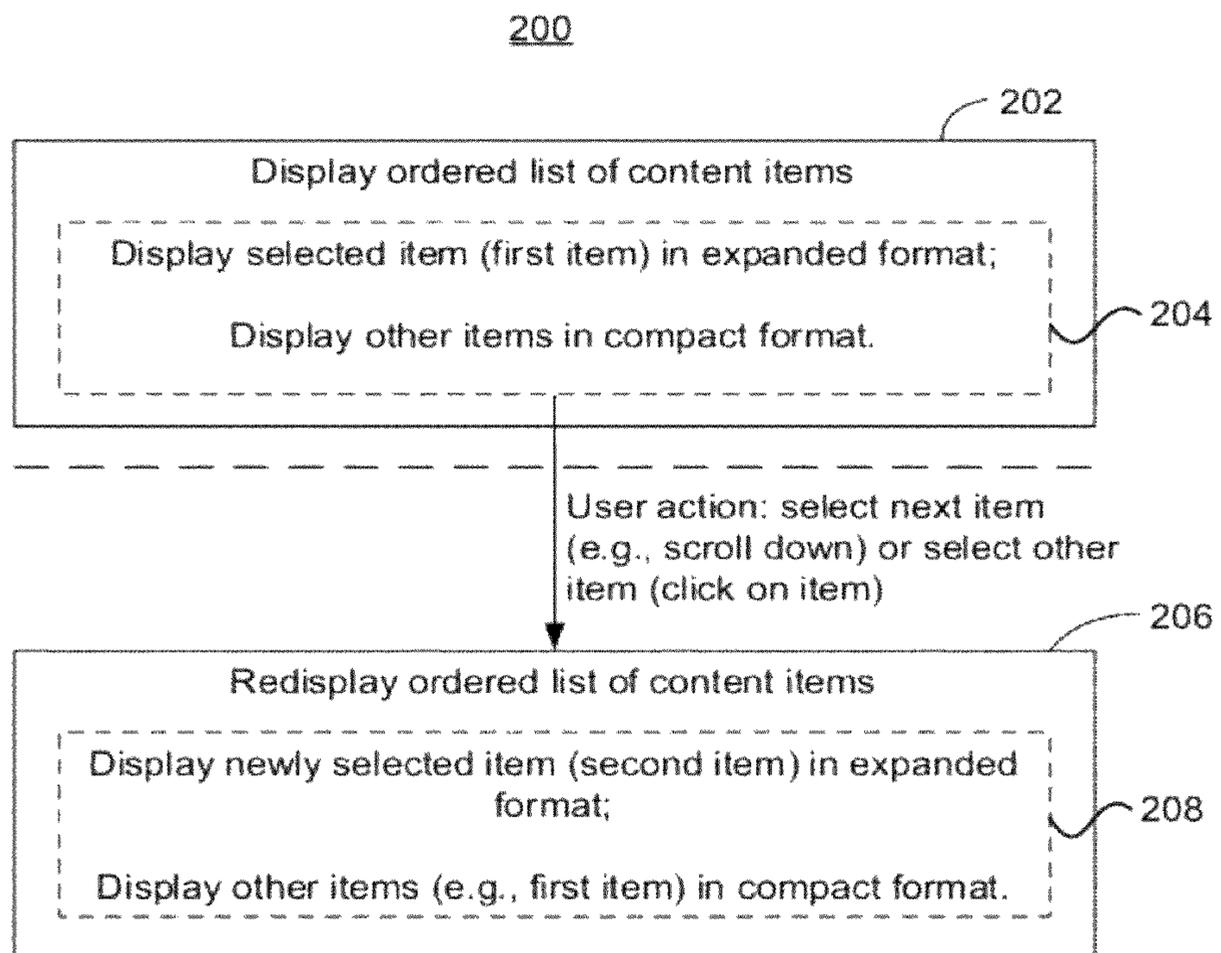 200
202
Display ordered list of content items
Display selected item (first item) in expanded format;
204
Display other items in compact format.
User action: select next item
(e.g., scroll down) or select other
item (click on item)
206
Redisplay ordered list of content items
Display newly selected item (second item) in expanded
format;
208
Display other items (e.g., first item) in compact format.